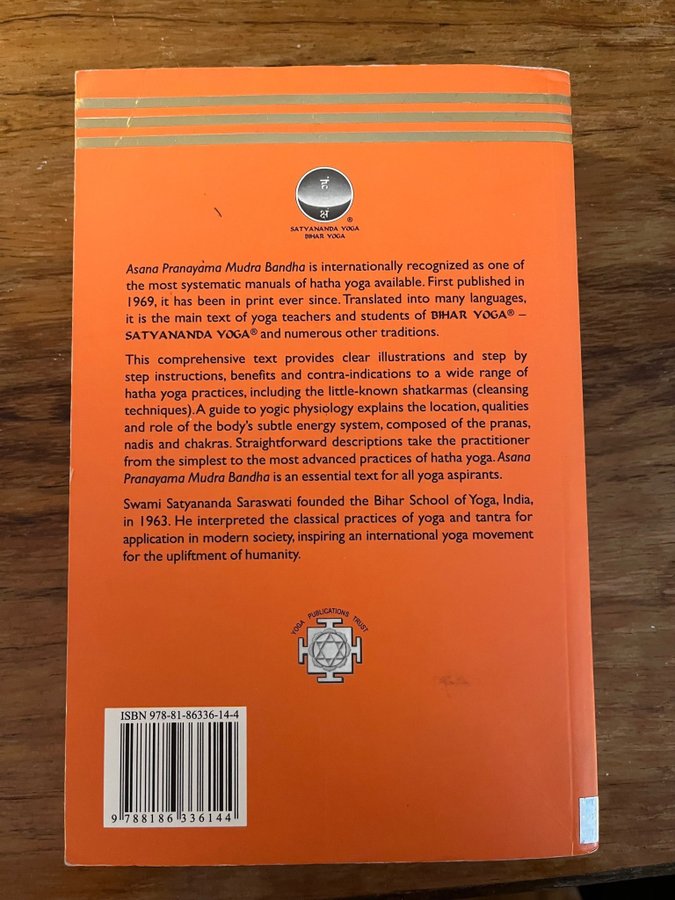 हं
क्षं
®
SATYANANDA YOGA
BIHAR YOGA
Asana Pranayama Mudra Bandha is internationally recognized as one of
the most systematic manuals of hatha yoga available. First published in
1969, it has been in print ever since. Translated into many languages,
it is the main text of yoga teachers and students of BIHAR YOGA® –
SATYANANDA YOGA® and numerous other traditions.
This comprehensive text provides clear illustrations and step by
step instructions, benefits and contra-indications to a wide range of
hatha yoga practices, including the little-known shatkarmas (cleansing
techniques). A guide to yogic physiology explains the location, qualities
and role of the body's subtle energy system, composed of the pranas,
nadis and chakras. Straightforward descriptions take the practitioner
from the simplest to the most advanced practices of hatha yoga. Asana
Pranayama Mudra Bandha is an essential text for all yoga aspirants.
Swami Satyananda Saraswati founded the Bihar School of Yoga, India,
in 1963. He interpreted the classical practices of yoga and tantra for
application in modern society, inspiring an international yoga movement
for the upliftment of humanity.
YOGA PUBLICATIONS TRUST
ISBN 978-81-86336-14-4
9 788186 336144